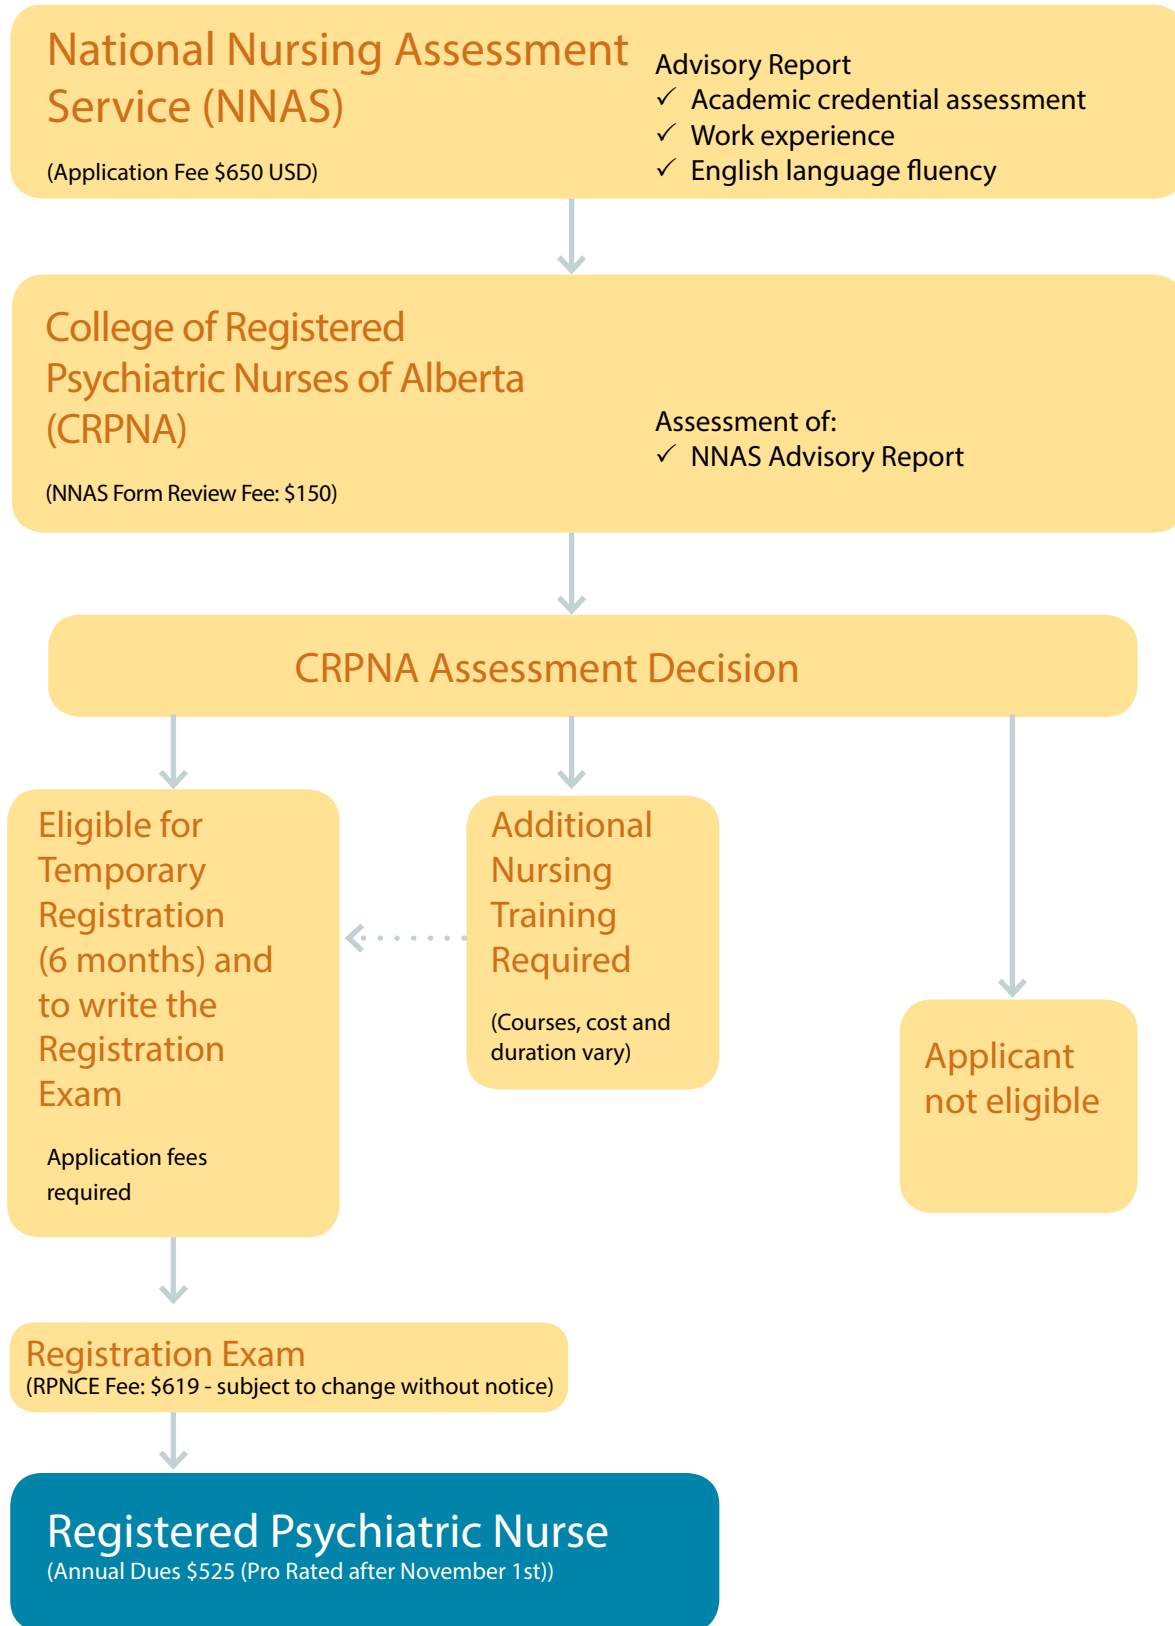 National Nursing Assessment
Service (NNAS)
(Application Fee $650 USD)
Advisory Report
✓ Academic credential assessment
✓ Work experience
✓ English language fluency
College of Registered
Psychiatric Nurses of Alberta
(CRPNA)
(NNAS Form Review Fee: $150)
Assessment of:
✓ NNAS Advisory Report
CRPNA Assessment Decision
Eligible for
Temporary
Registration
(6 months) and
to write the
Registration
Exam
Application fees
required
Additional
Nursing
Training
Required
(Courses, cost and
duration vary)
Applicant
not eligible
Registration Exam
(RPNCE Fee: $619 - subject to change without notice)
Registered Psychiatric Nurse
(Annual Dues $525 (Pro Rated after November 1st))